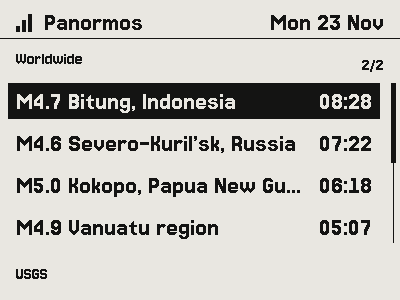 Panormos Mon 23 Nov
Worldwide 2/2
M4.7 Bitung, Indonesia 08:28
M4.6 Severo-Kuril'sk, Russia 07:22
M5.0 Kokopo, Papua New Gu... 06:18
M4.9 Vanuatu region 05:07
USGS